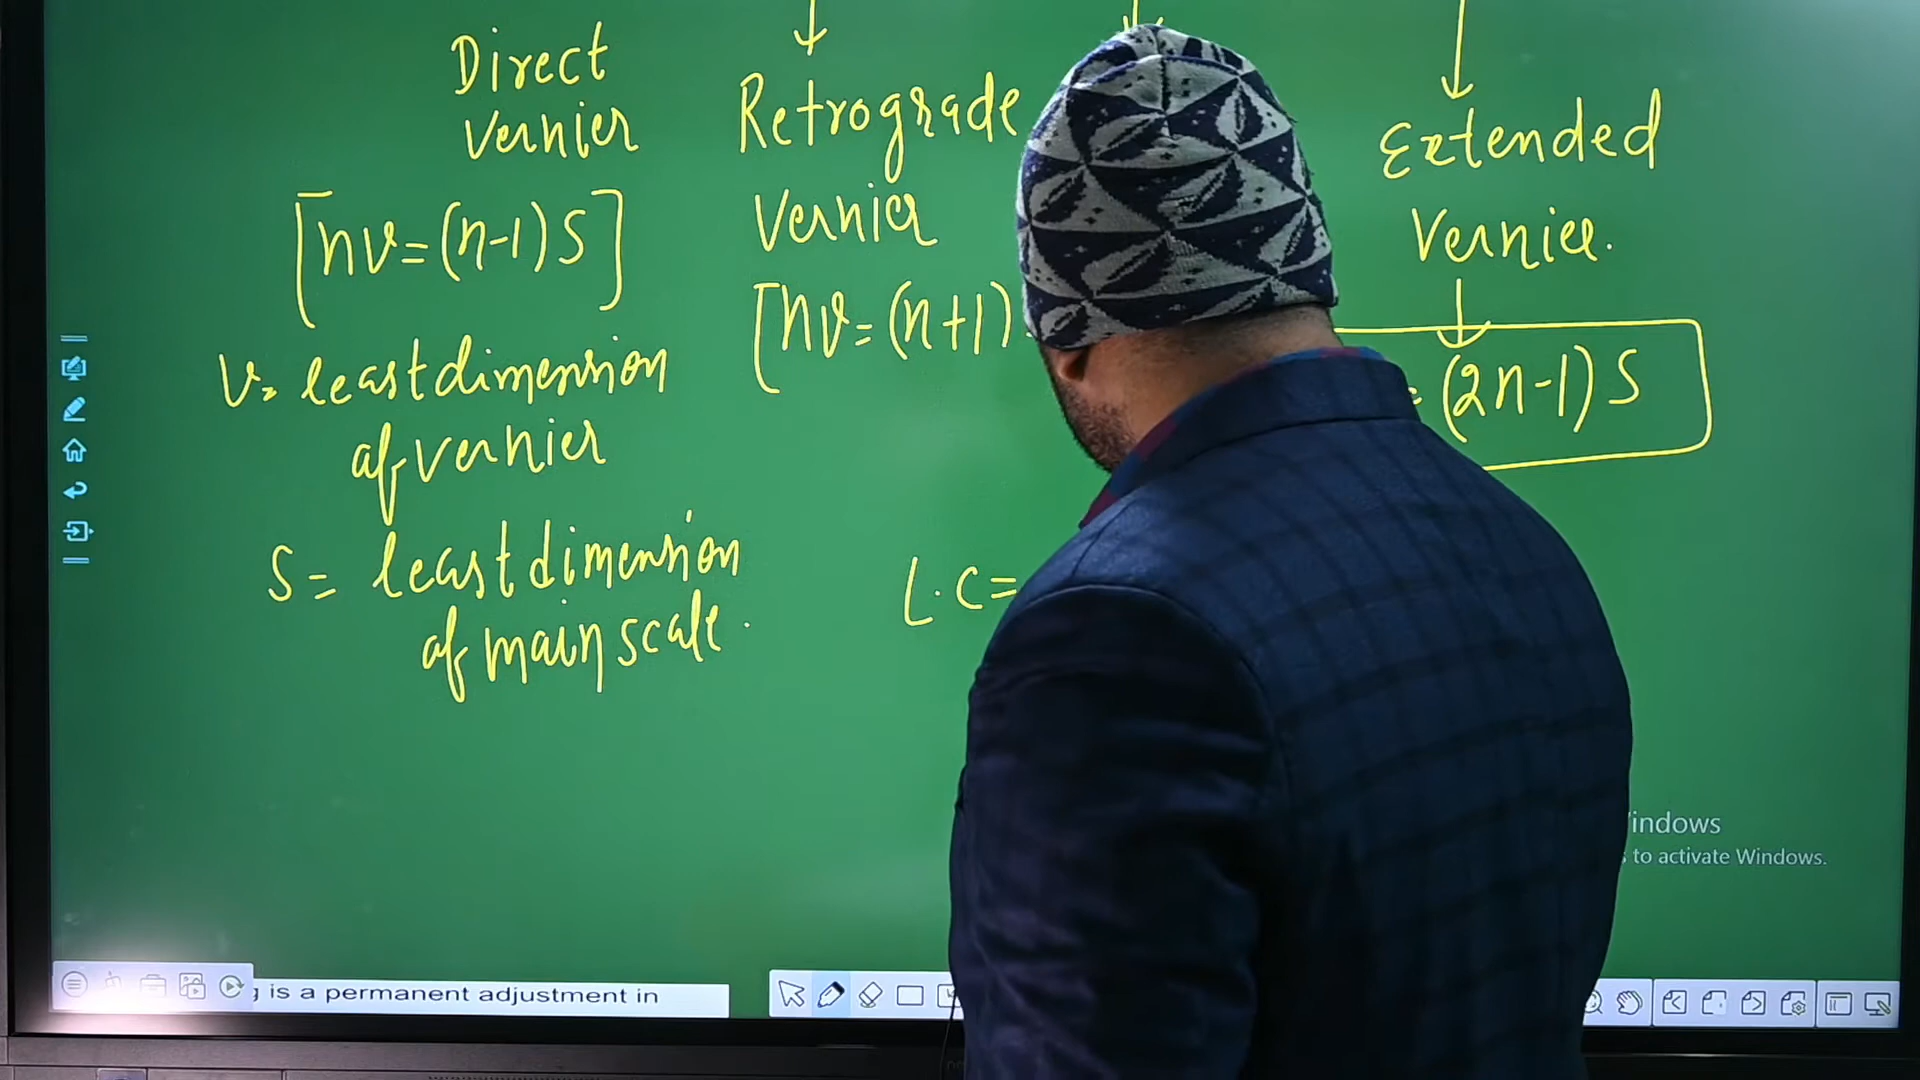 Direct
Vernier
[nv=(n-1)S]
V= least dimension
of vernier
S= least dimension
of main scale.
Retrograde
Vernier
[nv=(n+1)
L.C=
Extended
Vernier.
= (2n-1)S
indows
to activate Windows.
is a permanent adjustment in